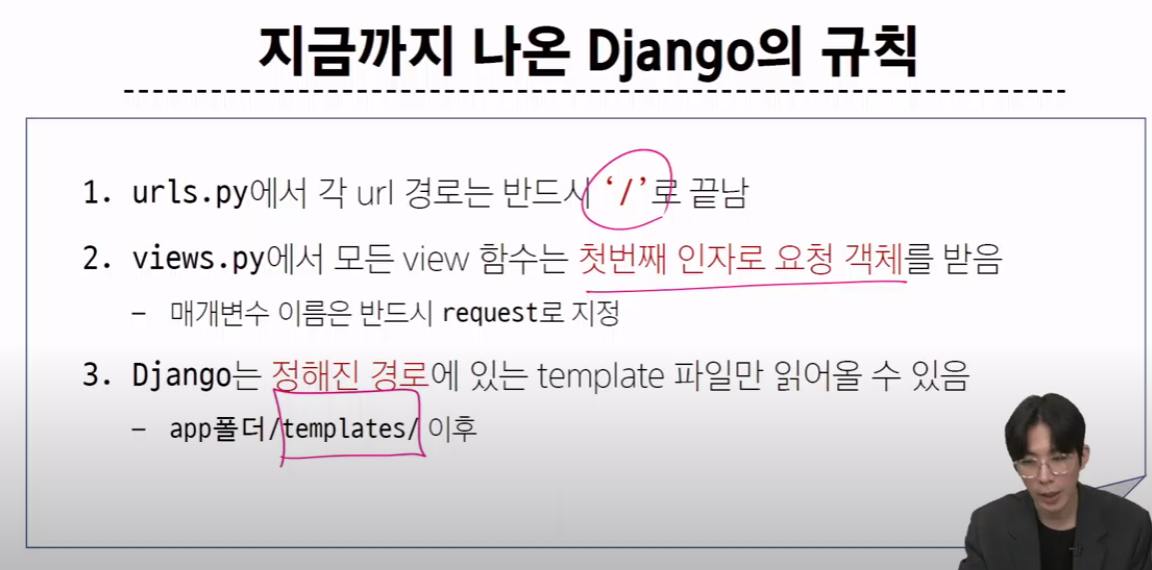 지금까지 나온 Django의 규칙
1. urls.py에서 각 url 경로는 반드시 ‘/’로 끝남
2. views.py에서 모든 view 함수는 첫번째 인자로 요청 객체를 받음
– 매개변수 이름은 반드시 request로 지정
3. Django는 정해진 경로에 있는 template 파일만 읽어올 수 있음
– app폴더/templates/ 이후